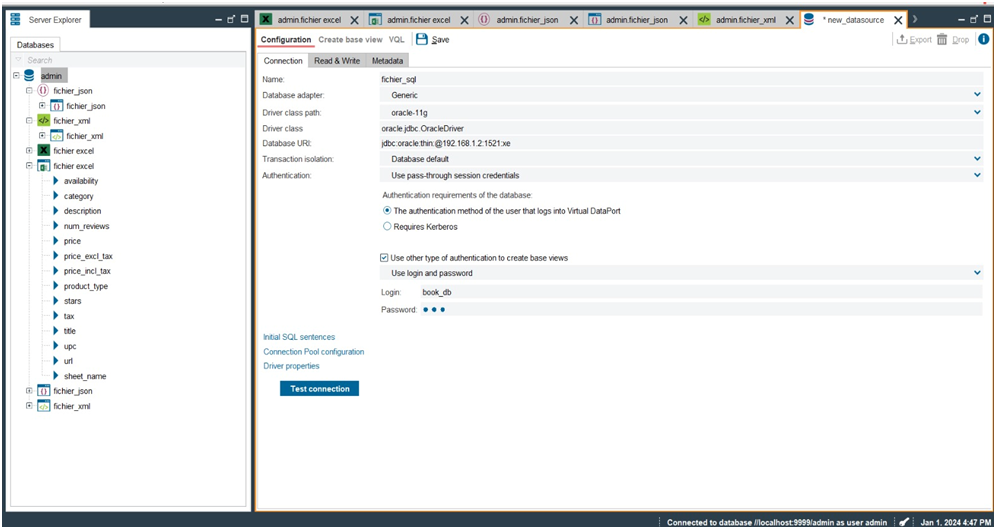 Server Explorer
Databases
Search
admin
fichier_json
fichier_json
fichier_xml
fichier_xml
fichier excel
fichier excel
availability
category
description
num_reviews
price
price_excl_tax
price_incl_tax
product_type
stars
tax
title
upc
url
sheet_name
fichier_json
fichier_xml
admin.fichier excel admin.fichier excel admin.fichier_json admin.fichier_json admin.fichier_xml * new_datasource
Configuration Create base view VQL Save Export Drop
Connection Read & Write Metadata
Name: fichier_sql
Database adapter: Generic
Driver class path: oracle-11g
Driver class oracle.jdbc.OracleDriver
Database URI: jdbc:oracle:thin:@192.168.1.2:1521:xe
Transaction isolation: Database default
Authentication: Use pass-through session credentials
Authentication requirements of the database:
The authentication method of the user that logs into Virtual DataPort
Requires Kerberos
Use other type of authentication to create base views
Use login and password
Login: book_db
Password: ●●●
Initial SQL sentences
Connection Pool configuration
Driver properties
Test connection
Connected to database //localhost:9999/admin as user admin Jan 1, 2024 4:47 PM